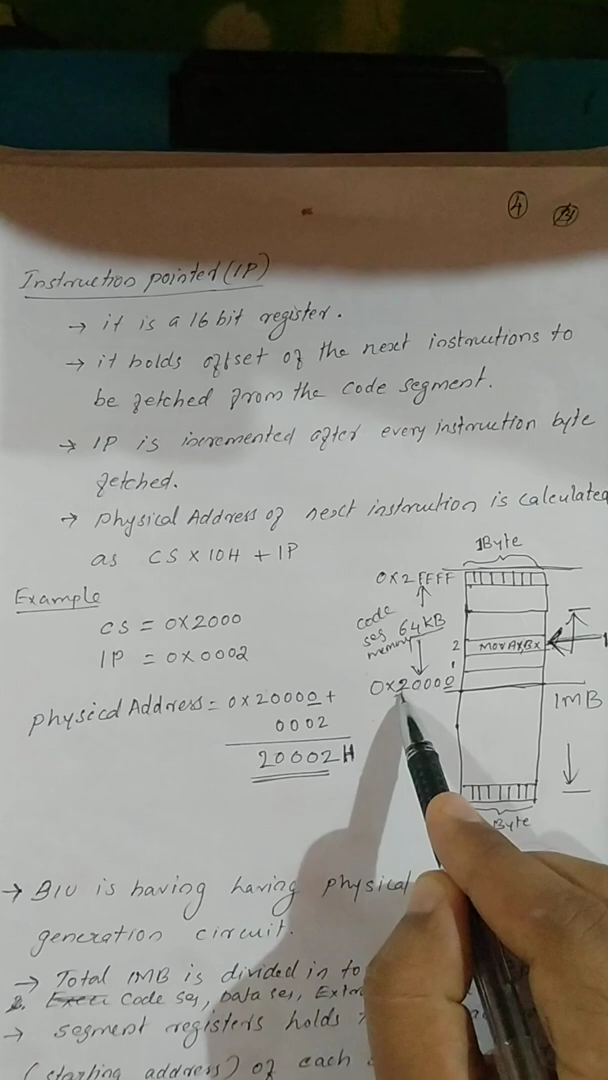 4
Instruction pointer (IP)
→ it is a 16 bit register.
→ it holds offset of the next instructions to
be fetched from the code segment.
→ IP is incremented after every instruction byte
fetched.
→ Physical Address of next instruction is calculated
as CS X 10H + IP
Example
CS = 0X2000
IP = 0X0002
Physical Address = 0X20000 +
0002
20002H
1Byte
0X2FFFF
code
seg 64KB
memory
2 MOV AX,BX
1
0X20000
1MB
Byte
→ BIU is having having physical
generation circuit.
→ Total 1MB is divided in to
Code seg, Data seg, Extra
→ segment registers holds
(starting address) of each